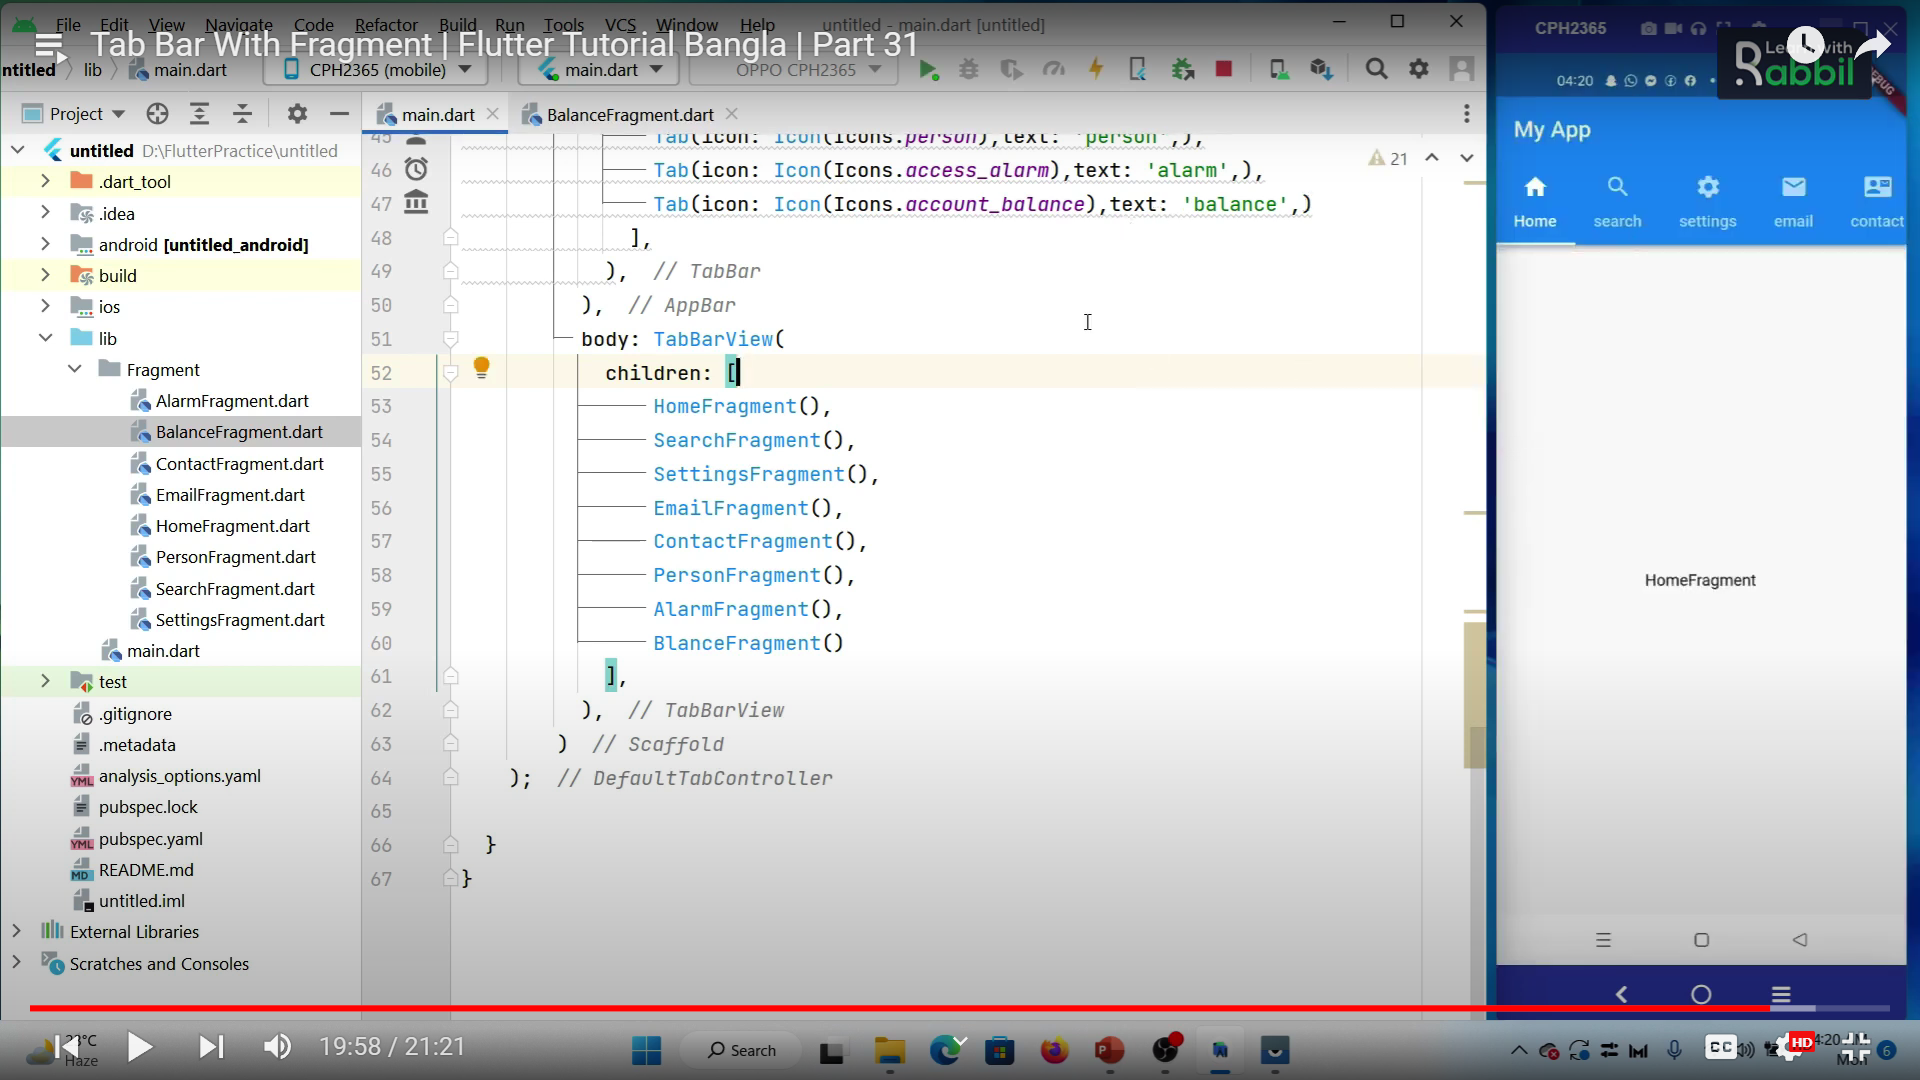 File Edit View Navigate Code Refactor Build Run Tools VCS Window Help untitled - main.dart [untitled]
Tab Bar With Fragment | Flutter Tutorial Bangla | Part 31
ntitled lib main.dart CPH2365 (mobile) main.dart OPPO CPH2365
Project main.dart BalanceFragment.dart
untitled D:\FlutterPractice\untitled
.dart_tool
.idea
android [untitled_android]
build
ios
lib
Fragment
AlarmFragment.dart
BalanceFragment.dart
ContactFragment.dart
EmailFragment.dart
HomeFragment.dart
PersonFragment.dart
SearchFragment.dart
SettingsFragment.dart
main.dart
test
.gitignore
.metadata
analysis_options.yaml
pubspec.lock
pubspec.yaml
README.md
untitled.iml
External Libraries
Scratches and Consoles
45 Tab(icon: Icon(Icons.person),text: 'person',),
46 Tab(icon: Icon(Icons.access_alarm),text: 'alarm',),
47 Tab(icon: Icon(Icons.account_balance),text: 'balance',)
48 ],
49 ), // TabBar
50 ), // AppBar
51 body: TabBarView(
52 children: [
53 HomeFragment(),
54 SearchFragment(),
55 SettingsFragment(),
56 EmailFragment(),
57 ContactFragment(),
58 PersonFragment(),
59 AlarmFragment(),
60 BlanceFragment()
61 ],
62 ), // TabBarView
63 ) // Scaffold
64 ); // DefaultTabController
65
66 }
67 }
21
CPH2365
Learn with
Rabbil
04:20
My App
Home search settings email contact
HomeFragment
19:58 / 21:21
Haze
Search
CC HD
Mon 6